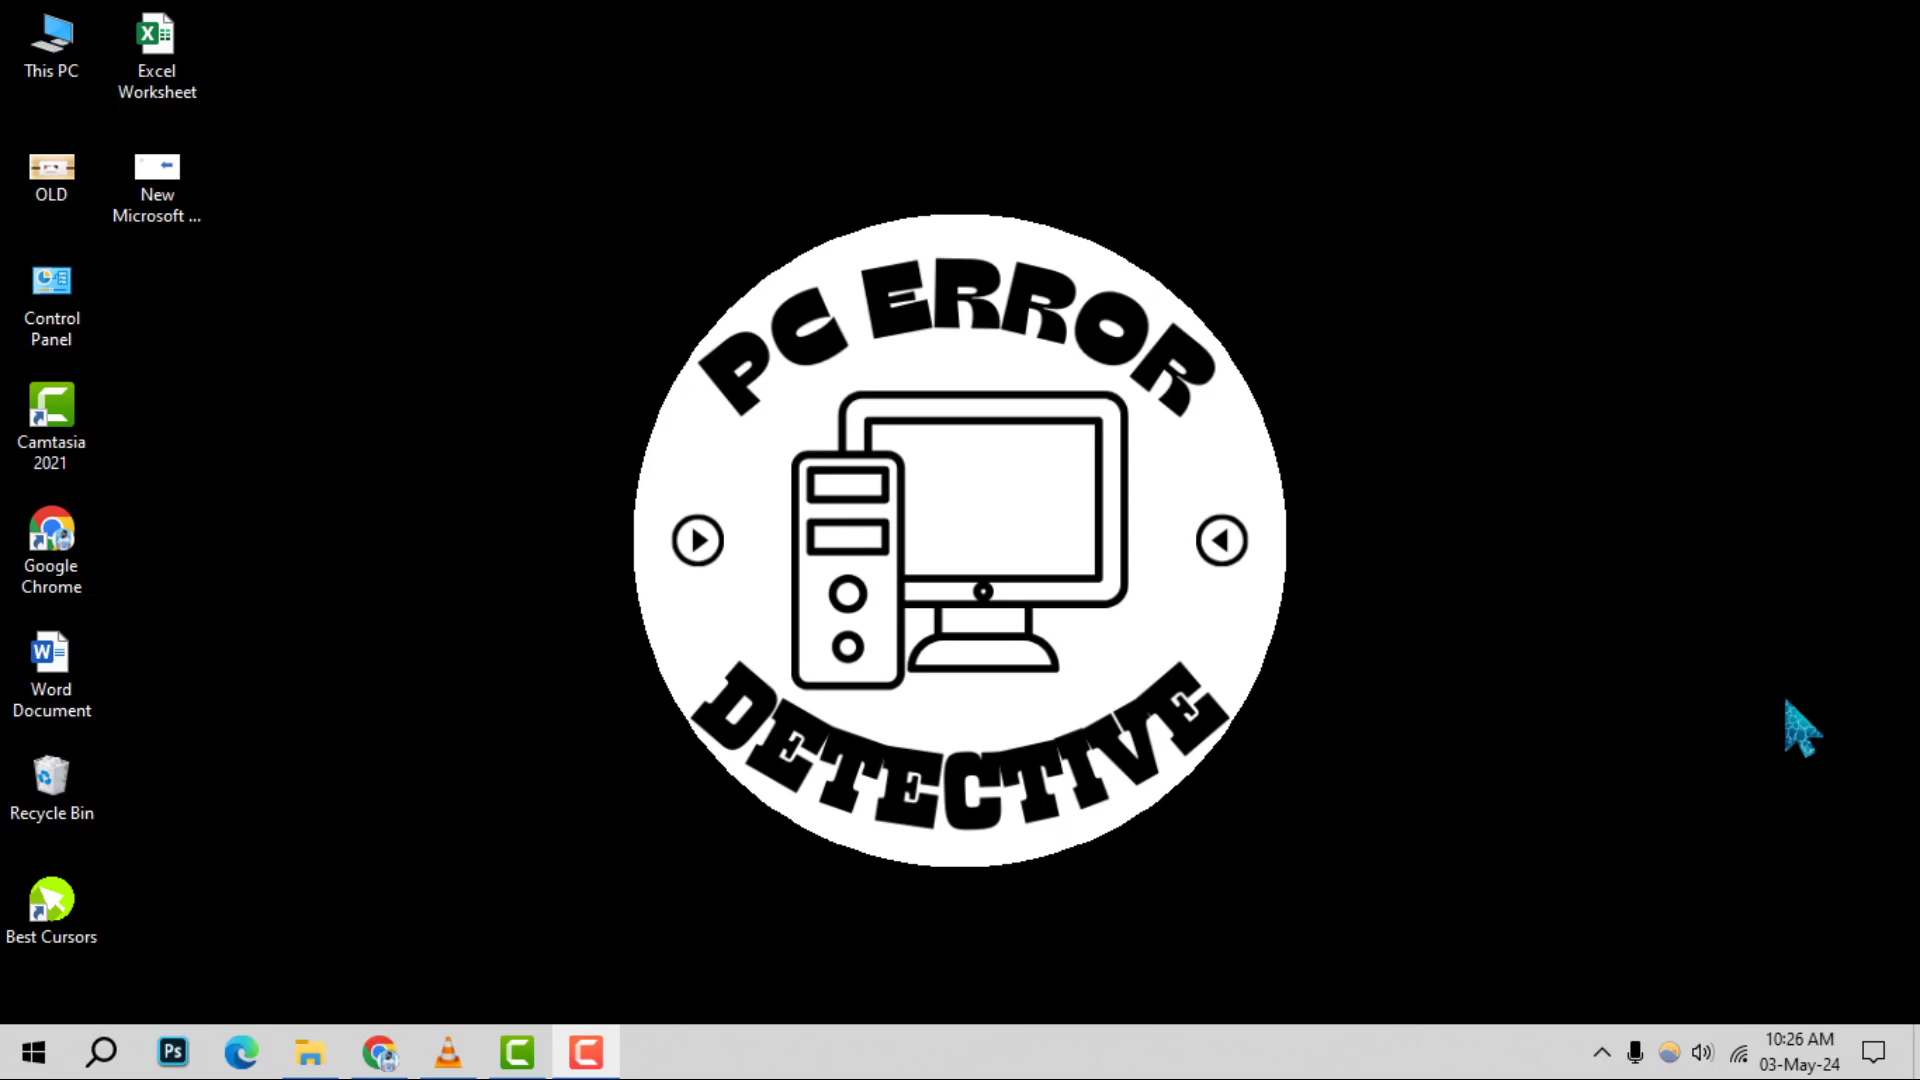 This PC
Excel
Worksheet
OLD
New
Microsoft ...
Control
Panel
Camtasia
2021
Google
Chrome
Word
Document
Recycle Bin
Best Cursors
PC ERROR
DETECTIVE
Ps
10:26 AM
03-May-24